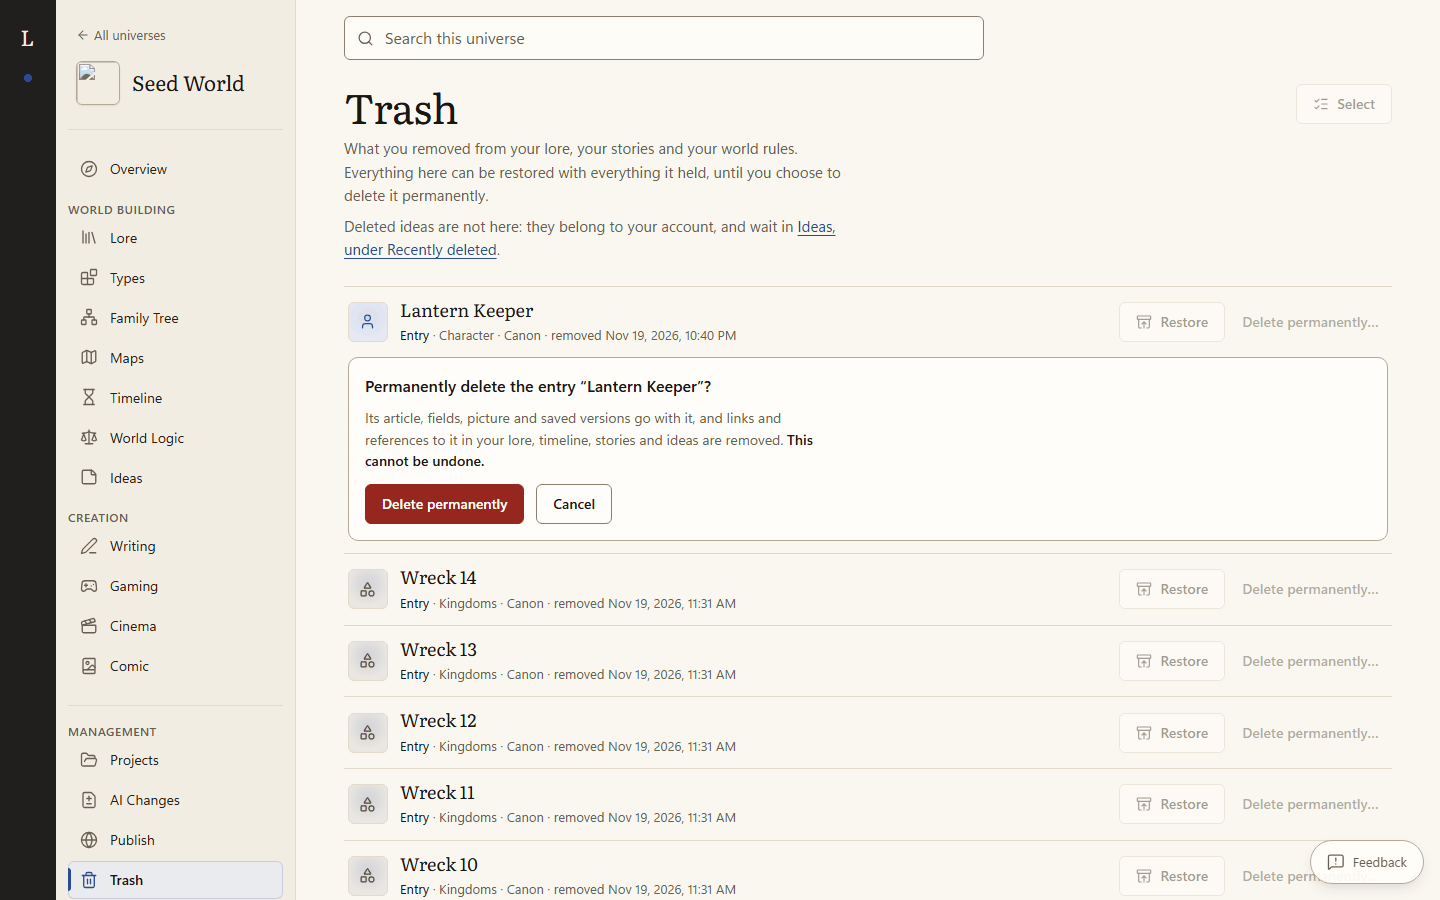 L
All universes
Seed World
Overview
WORLD BUILDING
Lore
Types
Family Tree
Maps
Timeline
World Logic
Ideas
CREATION
Writing
Gaming
Cinema
Comic
MANAGEMENT
Projects
AI Changes
Publish
Trash
Search this universe
Trash
Select
What you removed from your lore, your stories and your world rules.
Everything here can be restored with everything it held, until you choose to
delete it permanently.
Deleted ideas are not here: they belong to your account, and wait in Ideas,
under Recently deleted.
Lantern Keeper
Entry · Character · Canon · removed Nov 19, 2026, 10:40 PM
Restore
Delete permanently...
Permanently delete the entry “Lantern Keeper”?
Its article, fields, picture and saved versions go with it, and links and
references to it in your lore, timeline, stories and ideas are removed. This
cannot be undone.
Delete permanently
Cancel
Wreck 14
Entry · Kingdoms · Canon · removed Nov 19, 2026, 11:31 AM
Restore
Delete permanently...
Wreck 13
Entry · Kingdoms · Canon · removed Nov 19, 2026, 11:31 AM
Restore
Delete permanently...
Wreck 12
Entry · Kingdoms · Canon · removed Nov 19, 2026, 11:31 AM
Restore
Delete permanently...
Wreck 11
Entry · Kingdoms · Canon · removed Nov 19, 2026, 11:31 AM
Restore
Delete permanently...
Wreck 10
Entry · Kingdoms · Canon · removed Nov 19, 2026, 11:31 AM
Restore
Delete
Feedback